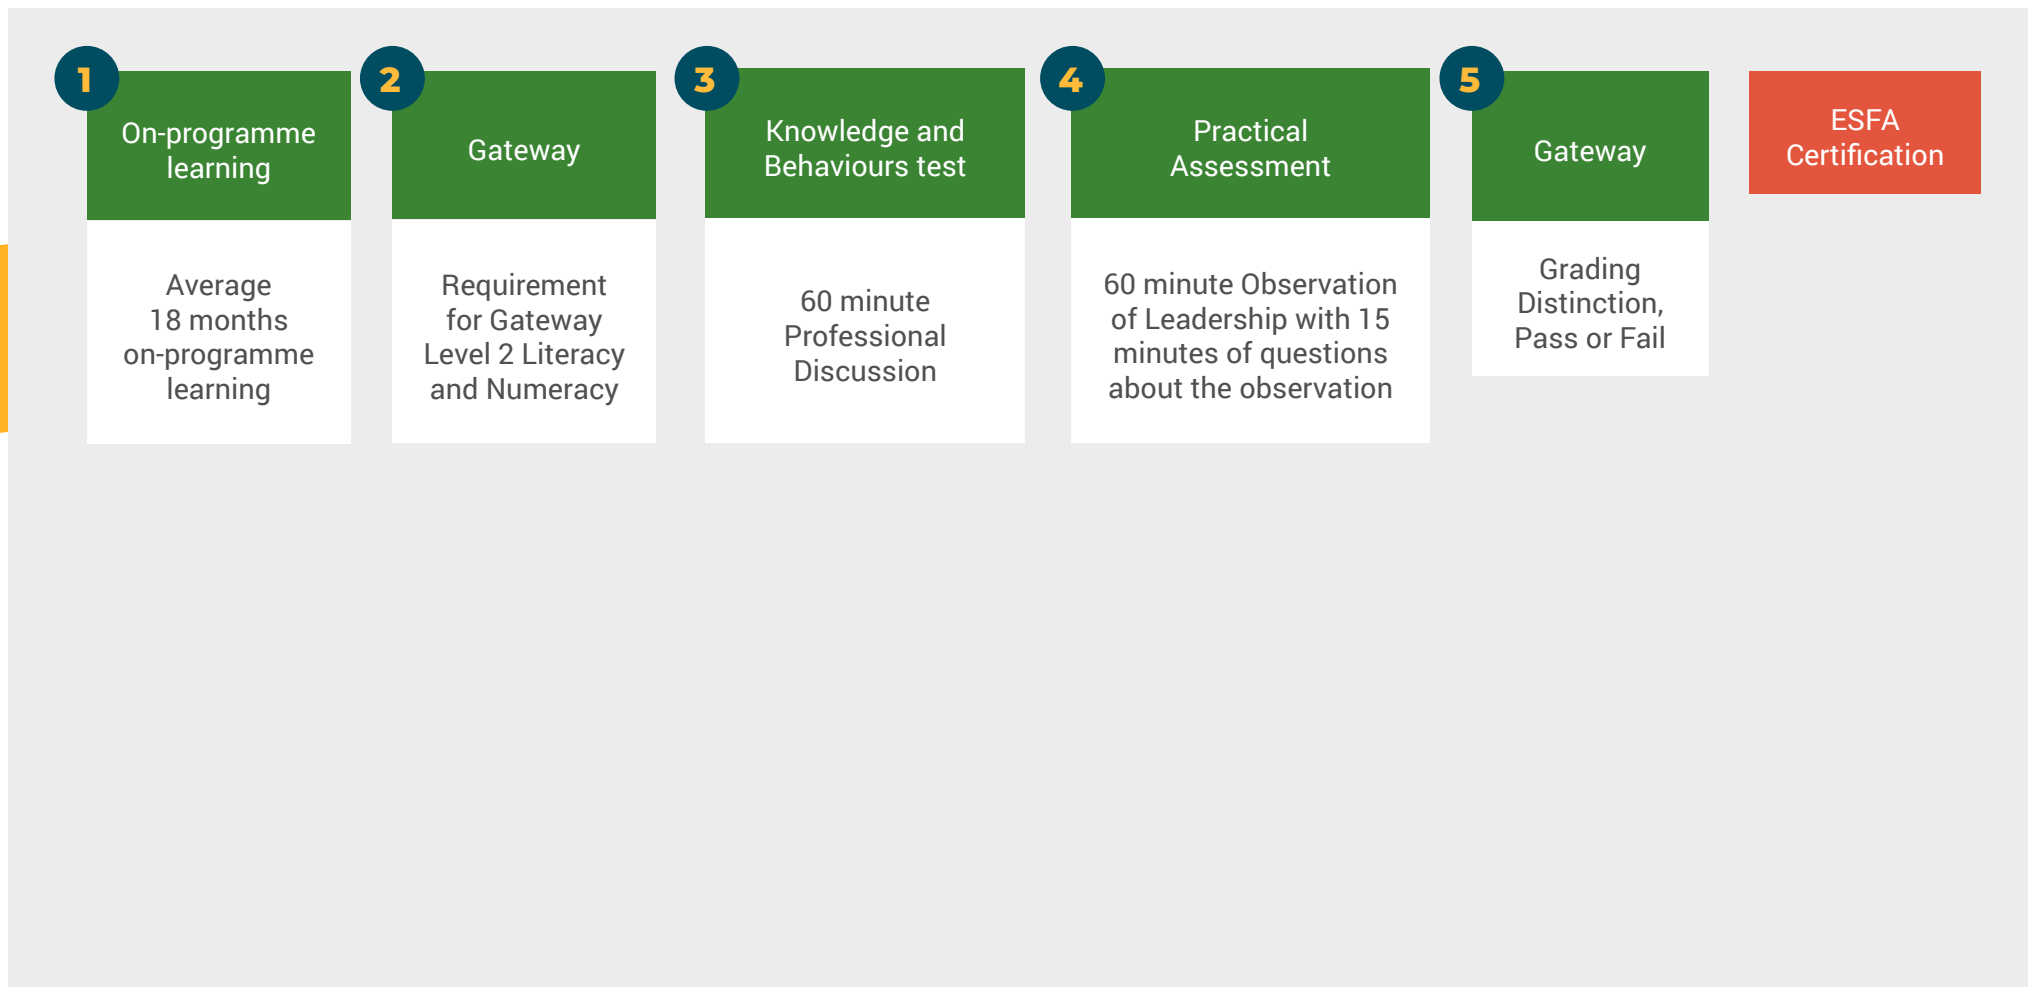 1
On-programme
learning
Average
18 months
on-programme
learning
2
Gateway
Requirement
for Gateway
Level 2 Literacy
and Numeracy
3
Knowledge and
Behaviours test
60 minute
Professional
Discussion
4
Practical
Assessment
60 minute Observation
of Leadership with 15
minutes of questions
about the observation
5
Gateway
Grading
Distinction,
Pass or Fail
ESFA
Certification